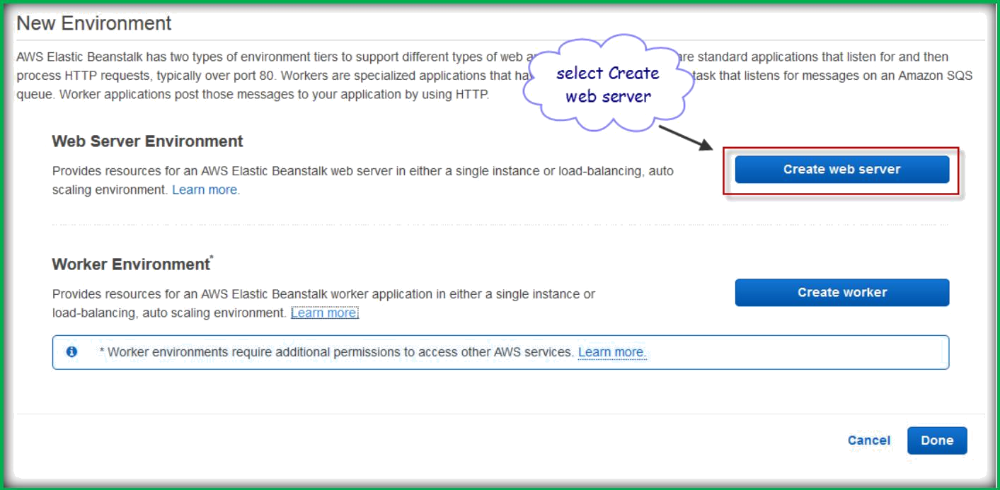 New Environment
AWS Elastic Beanstalk has two types of environment tiers to support different types of web are standard applications that listen for and then
process HTTP requests, typically over port 80. Workers are specialized applications that task that listens for messages on an Amazon SQS
queue. Worker applications post those messages to your application by using HTTP.
select Create
web server
Web Server Environment
Provides resources for an AWS Elastic Beanstalk web server in either a single instance or load-balancing, auto
scaling environment. Learn more.
Create web server
Worker Environment*
Provides resources for an AWS Elastic Beanstalk worker application in either a single instance or
load-balancing, auto scaling environment. Learn more.
Create worker
* Worker environments require additional permissions to access other AWS services. Learn more.
Cancel
Done